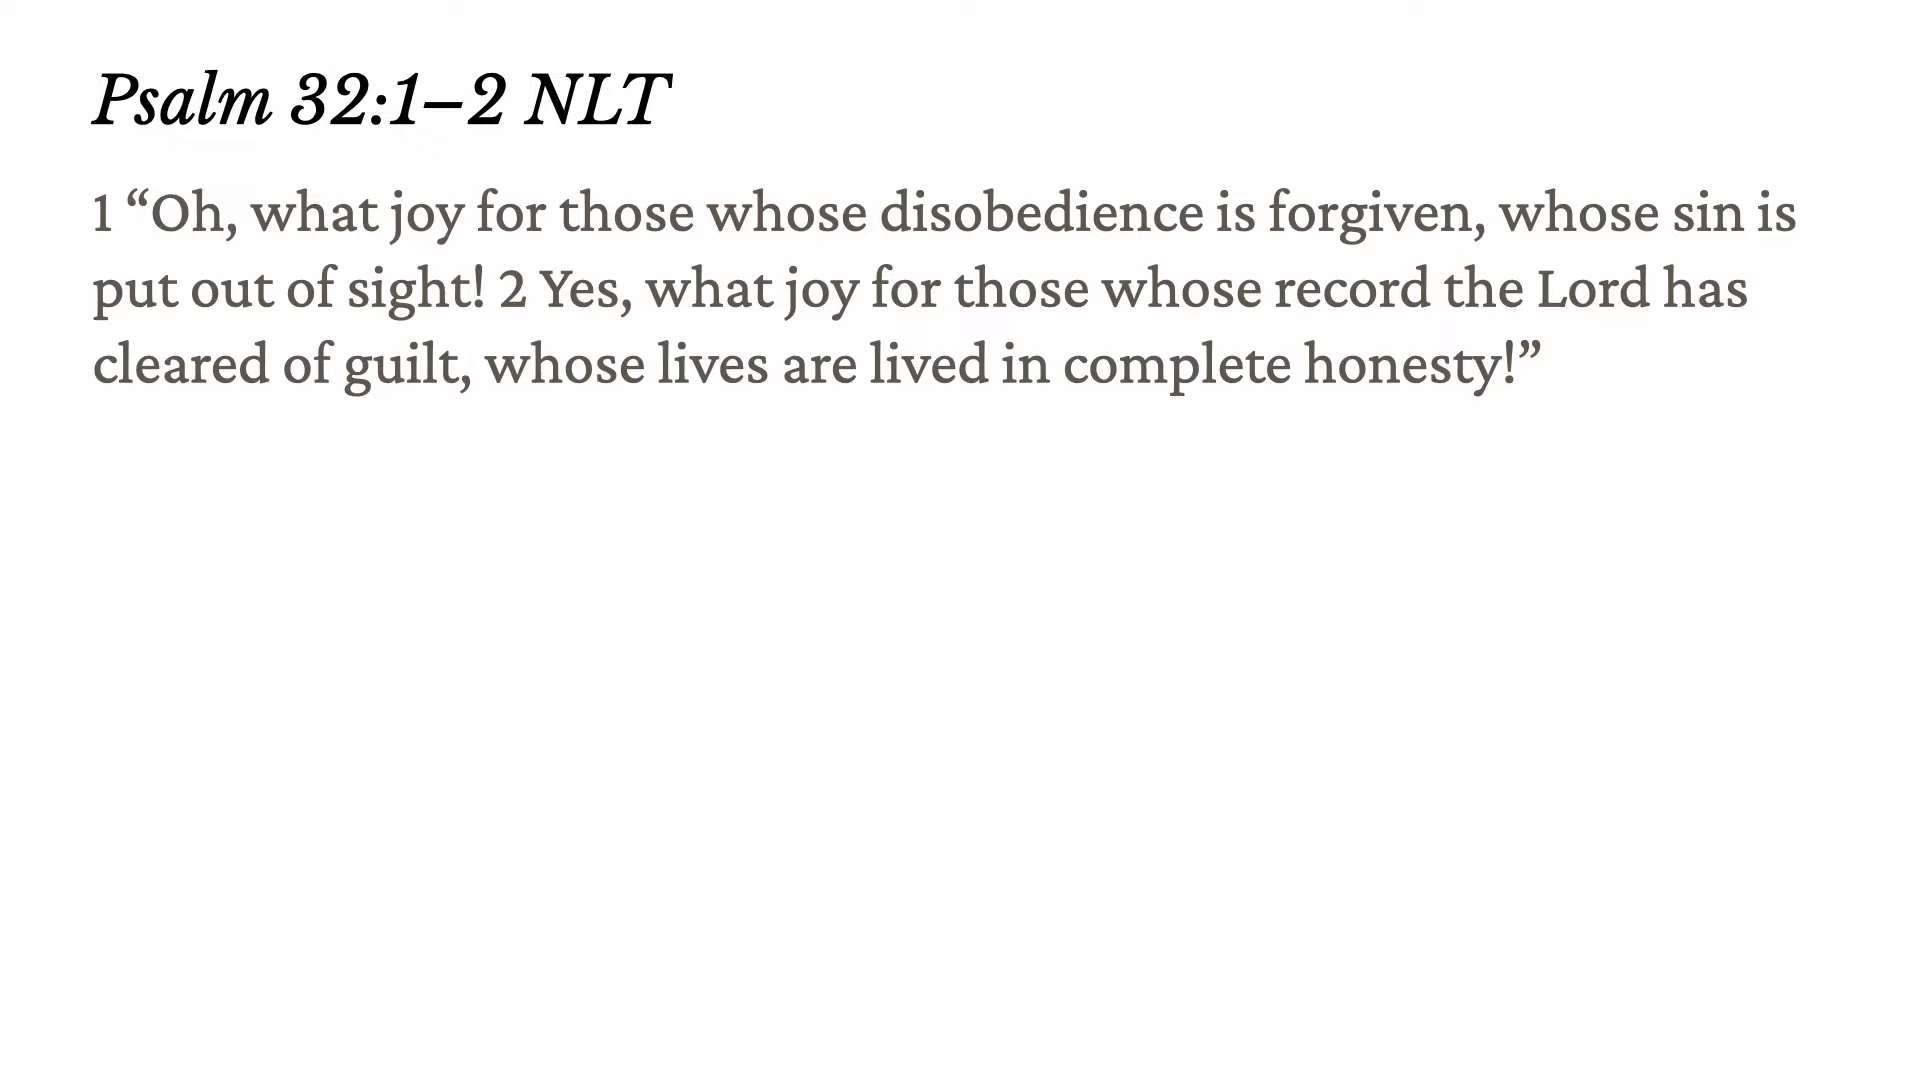 Psalm 32:1–2 NLT
1 “Oh, what joy for those whose disobedience is forgiven, whose sin is
put out of sight! 2 Yes, what joy for those whose record the Lord has
cleared of guilt, whose lives are lived in complete honesty!”